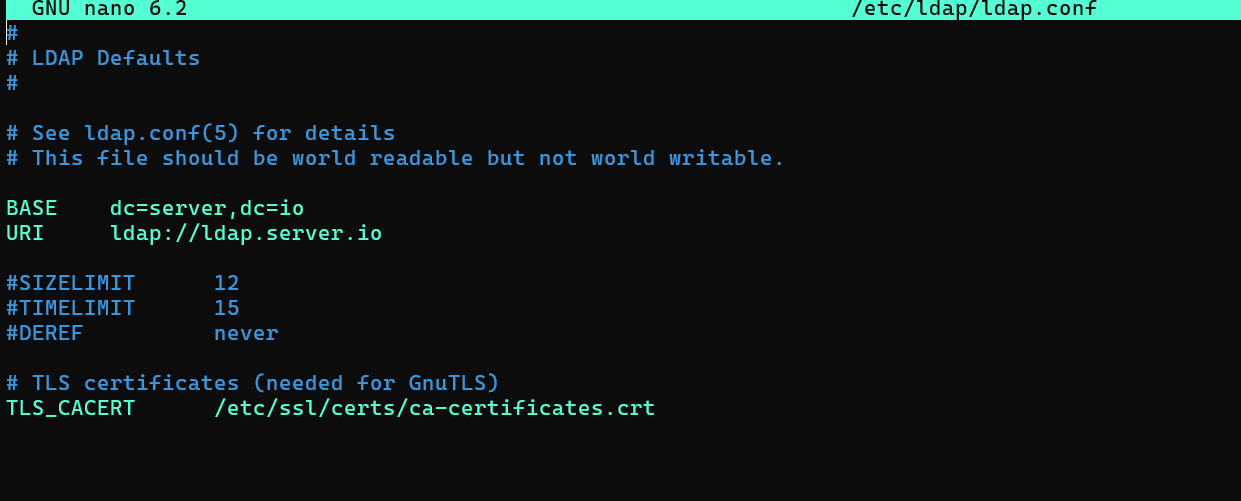 GNU nano 6.2 /etc/ldap/ldap.conf
#
# LDAP Defaults
#
# See ldap.conf(5) for details
# This file should be world readable but not world writable.
BASE dc=server,dc=io
URI ldap://ldap.server.io
#SIZELIMIT 12
#TIMELIMIT 15
#DEREF never
# TLS certificates (needed for GnuTLS)
TLS_CACERT /etc/ssl/certs/ca-certificates.crt